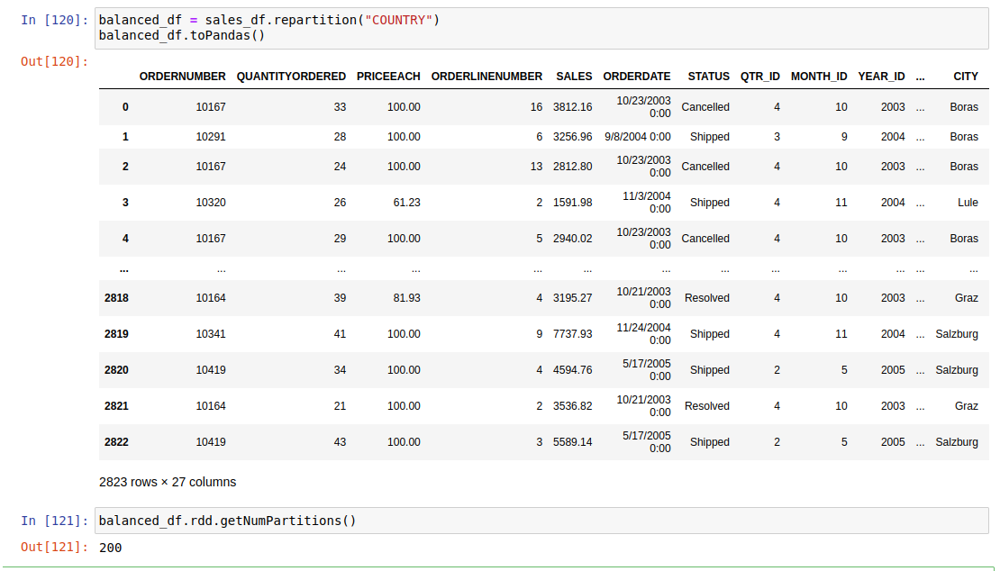 In [120]: balanced_df = sales_df.repartition("COUNTRY")
balanced_df.toPandas()
Out[120]:
ORDERNUMBER QUANTITYORDERED PRICEEACH ORDERLINENUMBER SALES ORDERDATE STATUS QTR_ID MONTH_ID YEAR_ID ... CITY
0 10167 33 100.00 16 3812.16 10/23/2003 0:00 Cancelled 4 10 2003 ... Boras
1 10291 28 100.00 6 3256.96 9/8/2004 0:00 Shipped 3 9 2004 ... Boras
2 10167 24 100.00 13 2812.80 10/23/2003 0:00 Cancelled 4 10 2003 ... Boras
3 10320 26 61.23 2 1591.98 11/3/2004 0:00 Shipped 4 11 2004 ... Lule
4 10167 29 100.00 5 2940.02 10/23/2003 0:00 Cancelled 4 10 2003 ... Boras
... ... ... ... ... ... ... ... ... ... ... ... ...
2818 10164 39 81.93 4 3195.27 10/21/2003 0:00 Resolved 4 10 2003 ... Graz
2819 10341 41 100.00 9 7737.93 11/24/2004 0:00 Shipped 4 11 2004 ... Salzburg
2820 10419 34 100.00 4 4594.76 5/17/2005 0:00 Shipped 2 5 2005 ... Salzburg
2821 10164 21 100.00 2 3536.82 10/21/2003 0:00 Resolved 4 10 2003 ... Graz
2822 10419 43 100.00 3 5589.14 5/17/2005 0:00 Shipped 2 5 2005 ... Salzburg
2823 rows × 27 columns
In [121]: balanced_df.rdd.getNumPartitions()
Out[121]: 200